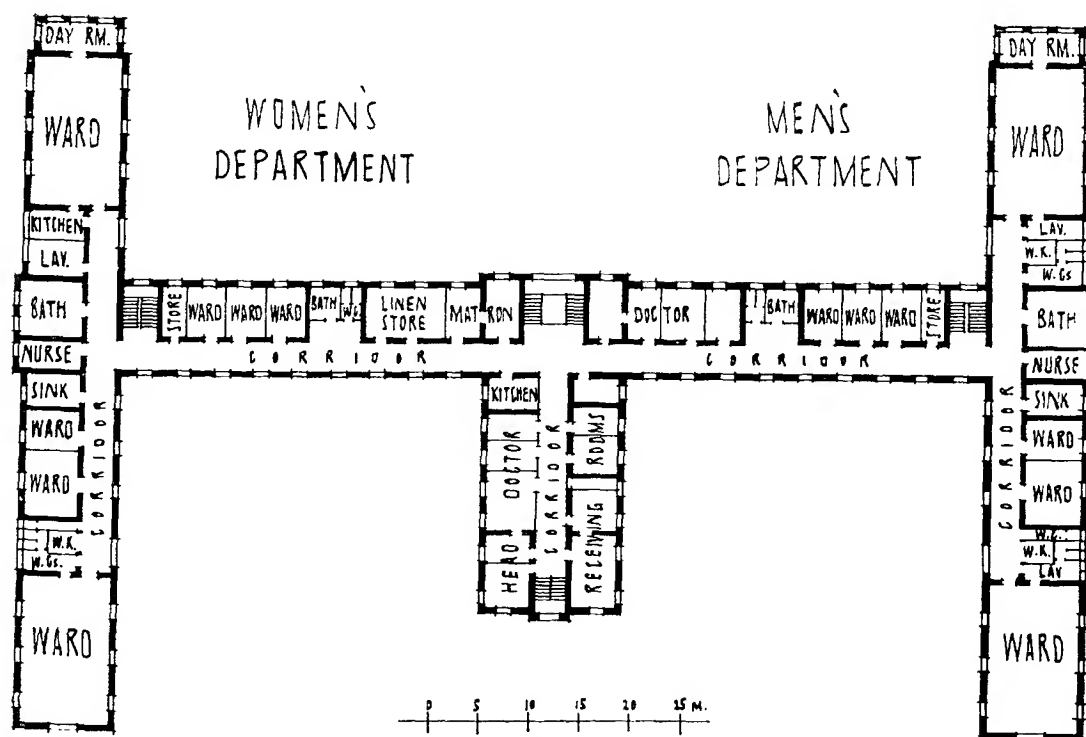 DAY RM.
WARD
KITCHEN
LAV.
BATH
NURSE
SINK
WARD
WARD
W.K.
W.Cs.
WARD
CORRIDOR
WOMEN'S
DEPARTMENT
STORE
WARD
WARD
WARD
BATH
W.C.
LINEN
STORE
MATRON
CORRIDOR
KITCHEN
HEAD DOCTOR
CORRIDOR
RECEIVING ROOMS
MEN'S
DEPARTMENT
DOCTOR
BATH
WARD
WARD
WARD
STORE
CORRIDOR
DAY RM.
WARD
LAV.
W.K.
W.Cs
BATH
NURSE
SINK
WARD
WARD
W.C.
W.K.
LAV
WARD
CORRIDOR
0 5 10 15 20 25 M.